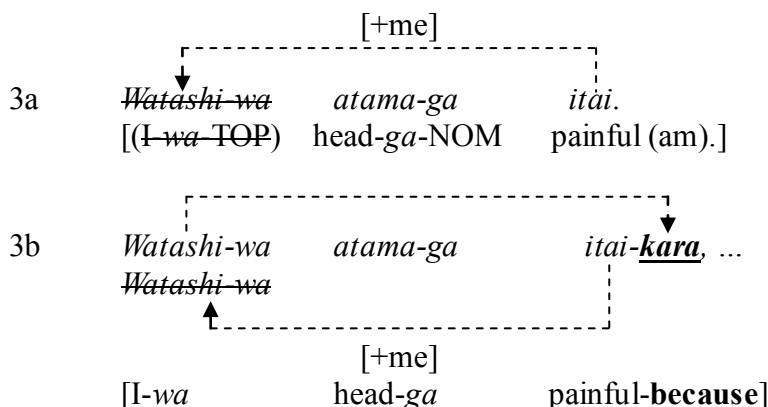 [+me]
3a Watashi-wa atama-ga itai.
[(I-wa-TOP) head-ga-NOM painful (am).]
3b Watashi-wa atama-ga itai-kara, ...
Watashi-wa
[+me]
[I-wa head-ga painful-because]